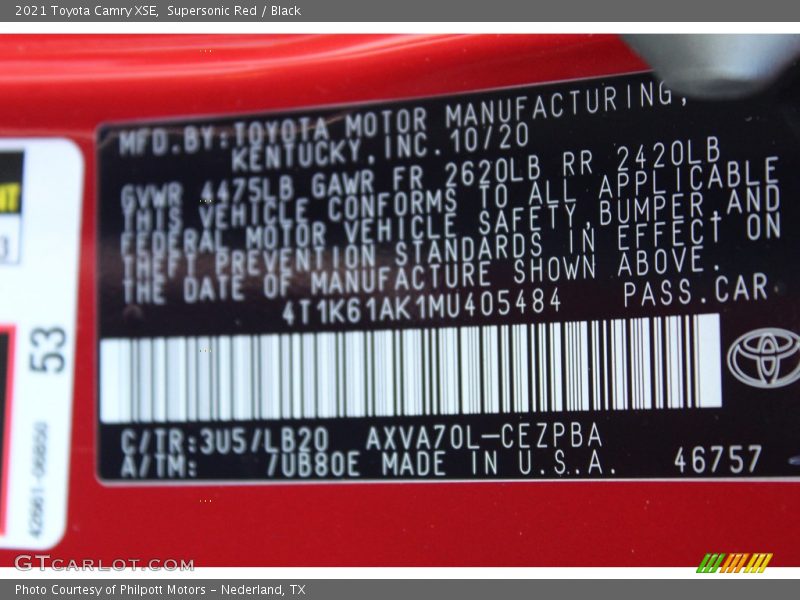 2021 Toyota Camry XSE,  Supersonic Red / Black
MFD.BY:TOYOTA MOTOR MANUFACTURING,
KENTUCKY,INC.10/20
GVWR 4475LB GAWR FR 2620LB RR 2420LB
THIS VEHICLE CONFORMS TO ALL APPLICABLE
FEDERAL MOTOR VEHICLE SAFETY,BUMPER AND
THEFT PREVENTION STANDARDS IN EFFECT ON
THE DATE OF MANUFACTURE SHOWN ABOVE.
4T1K61AK1MU405484 PASS.CAR
C/TR:3U5/LB20 AXVA70L-CEZPBA
A/TM: /UB80E MADE IN U.S.A. 46757
53
42661-06850
GTCARLOT.COM
Photo Courtesy of Philpott Motors - Nederland, TX